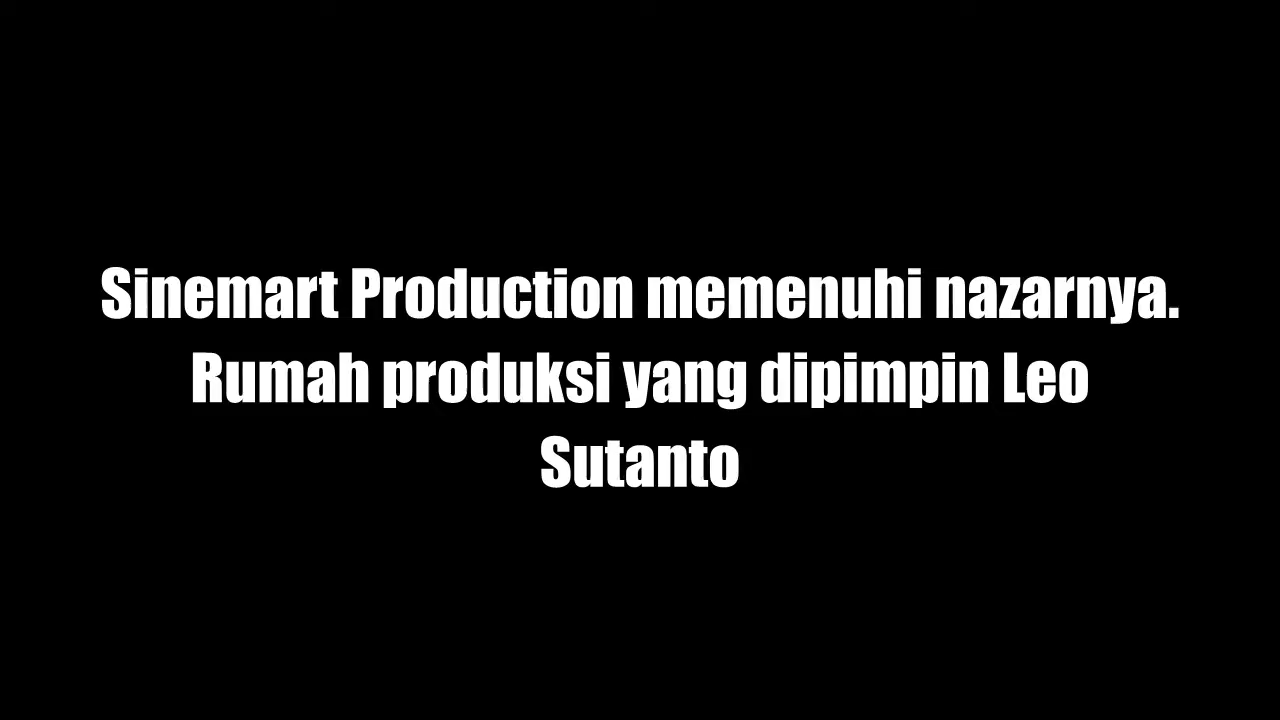 Sinemart Production memenuhi nazarnya.
Rumah produksi yang dipimpin Leo
Sutanto